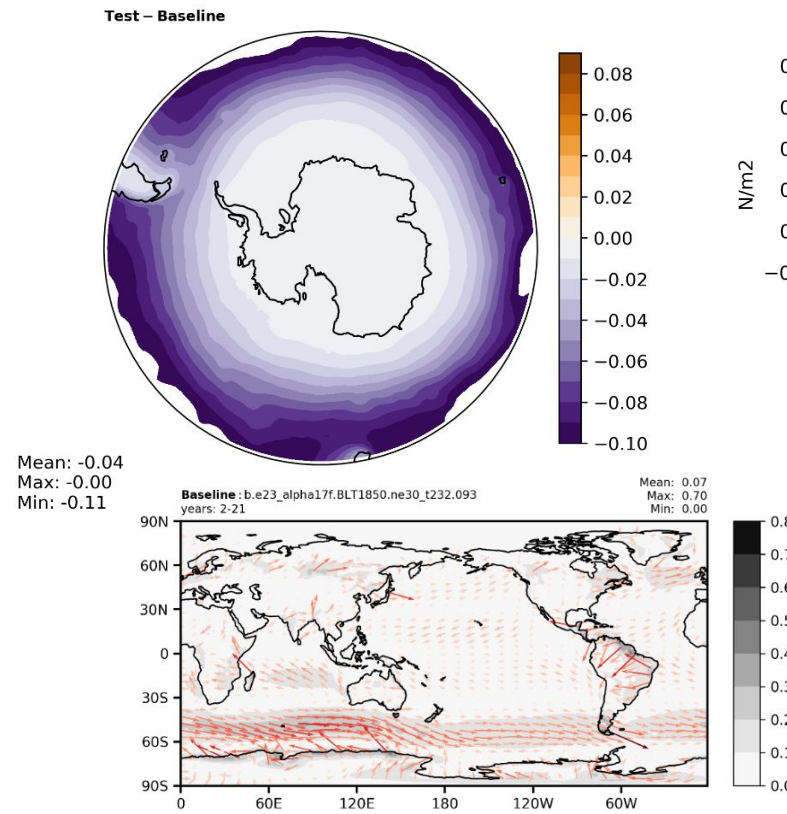 Test – Baseline
0.08
0.06
0.04
0.02
0.00
−0.02
−0.04
−0.06
−0.08
−0.10
N/m2
Mean: -0.04
Max: -0.00
Min: -0.11
Baseline : b.e23_alpha17f.BLT1850.ne30_t232.093
years: 2-21
Mean: 0.07
Max: 0.70
Min: 0.00
90N
60N
30N
0
30S
60S
90S
0 60E 120E 180 120W 60W